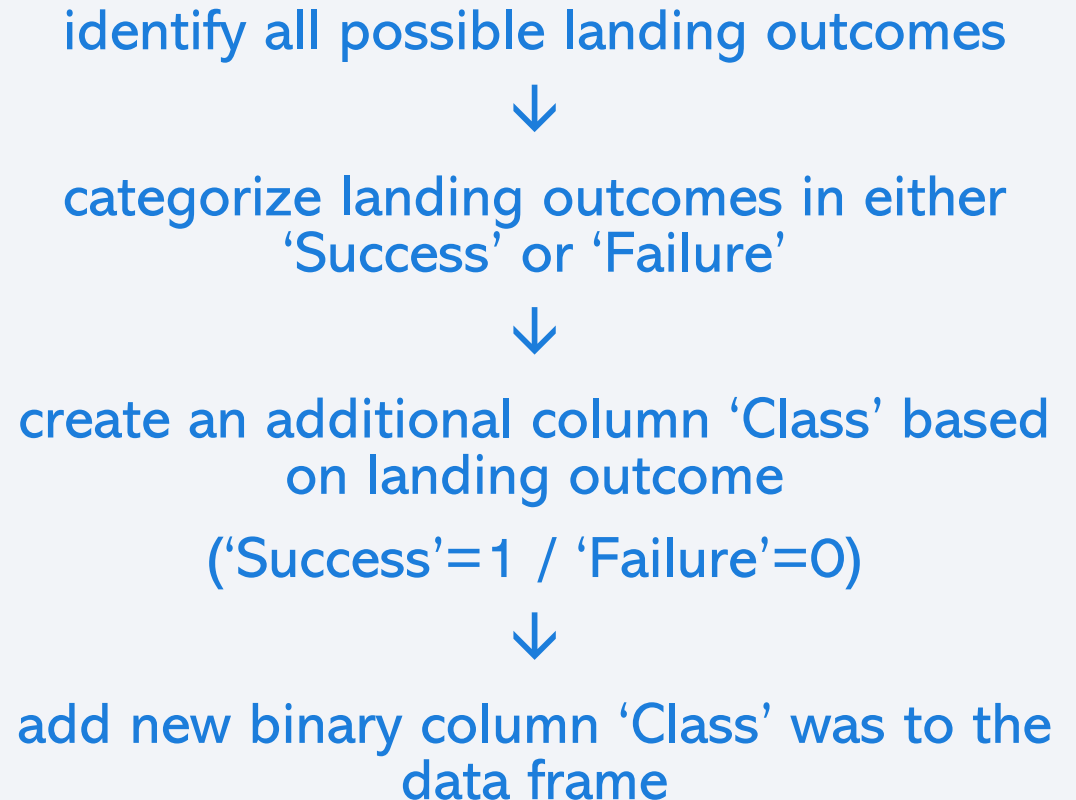 identify all possible landing outcomes
↓
categorize landing outcomes in either
‘Success’ or ‘Failure’
↓
create an additional column ‘Class’ based
on landing outcome
(‘Success’=1 / ‘Failure’=0)
↓
add new binary column ‘Class’ was to the
data frame